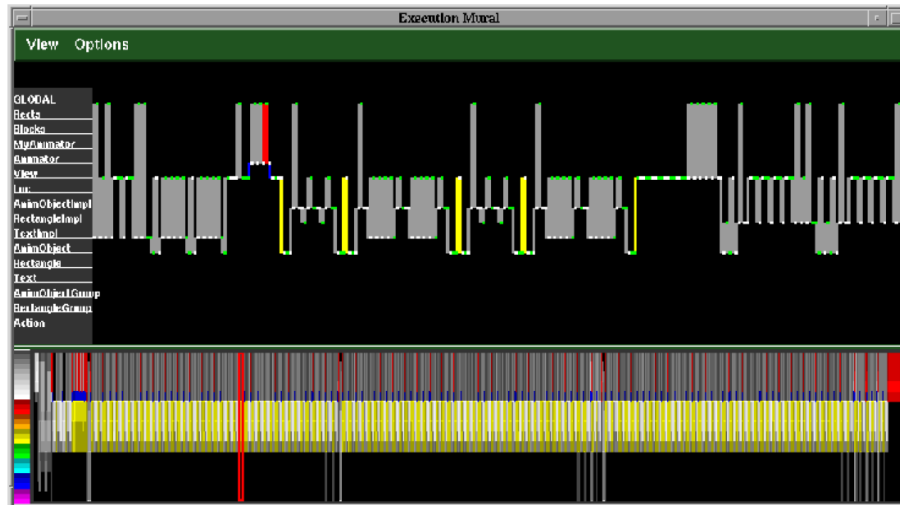 Execution Mural
View Options
GLOBAL
Rects
Blocks
MyAnimator
Animator
View
Luc
AnimObjectImpl
RectangleImpl
TextImpl
AnimObject
Rectangle
Text
AnimObjectGroup
RectangleGroup
Action